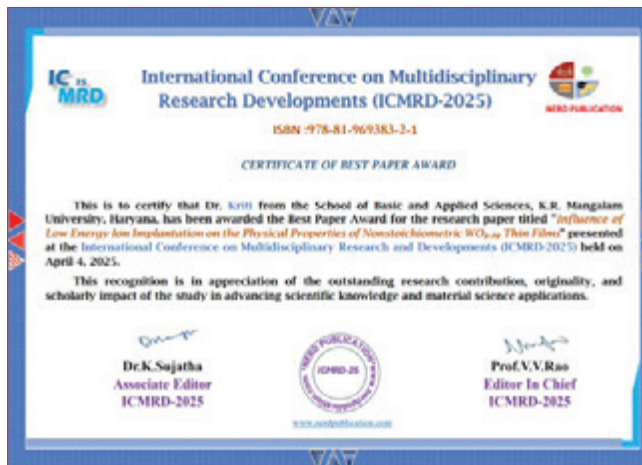 IC
MRD
International Conference on Multidisciplinary
Research Developments (ICMRD-2025)
NERD PUBLICATION
ISBN :978-81-969383-2-1
CERTIFICATE OF BEST PAPER AWARD
This is to certify that Dr. Kriti from the School of Basic and Applied Sciences, K.R. Mangalam
University, Haryana, has been awarded the Best Paper Award for the research paper titled "Influence of
Low Energy Ion Implantation on the Physical Properties of Nonstoichiometric Thin Films" presented
at the International Conference on Multidisciplinary Research and Developments (ICMRD-2025) held on
April 4, 2025.
This recognition is in appreciation of the outstanding research contribution, originality, and
scholarly impact of the study in advancing scientific knowledge and material science applications.
Dr.K.Sujatha
Associate Editor
ICMRD-2025
NERD PUBLICATION
ICMRD-25
www.nerdpublication.com
Prof.V.V.Rao
Editor In Chief
ICMRD-2025